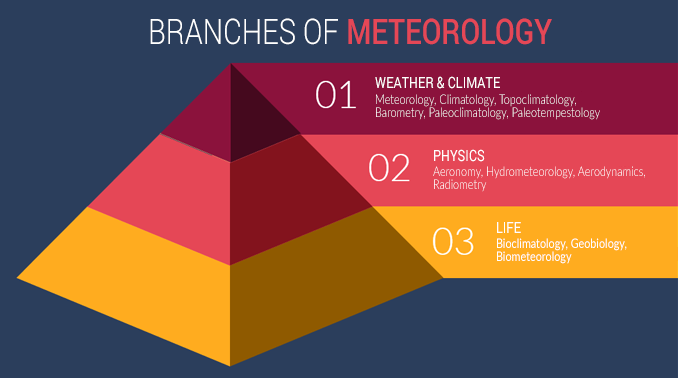 BRANCHES OF METEOROLOGY
01
WEATHER & CLIMATE
Meteorology, Climatology, Topoclimatology,
Barometry, Paleoclimatology, Paleotempestology
02
PHYSICS
Aeronomy, Hydrometeorology, Aerodynamics,
Radiometry
03
LIFE
Bioclimatology, Geobiology,
Biometeorology